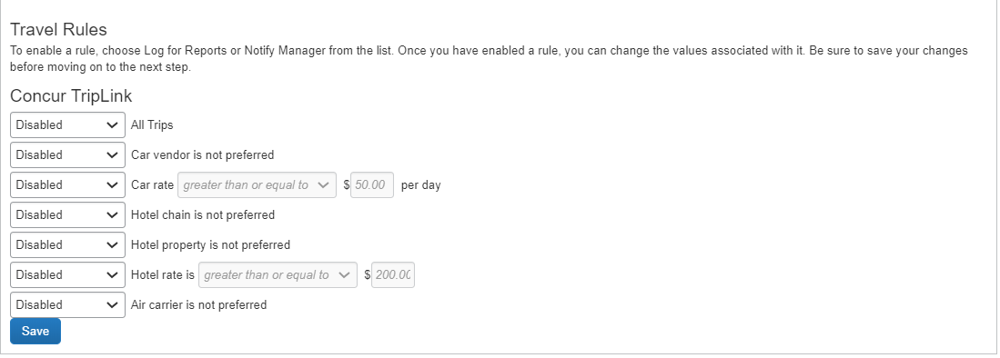 Travel Rules
To enable a rule, choose Log for Reports or Notify Manager from the list. Once you have enabled a rule, you can change the values associated with it. Be sure to save your changes
before moving on to the next step.
Concur TripLink
Disabled All Trips
Disabled Car vendor is not preferred
Disabled Car rate greater than or equal to $ 50.00 per day
Disabled Hotel chain is not preferred
Disabled Hotel property is not preferred
Disabled Hotel rate is greater than or equal to $ 200.00
Disabled Air carrier is not preferred
Save